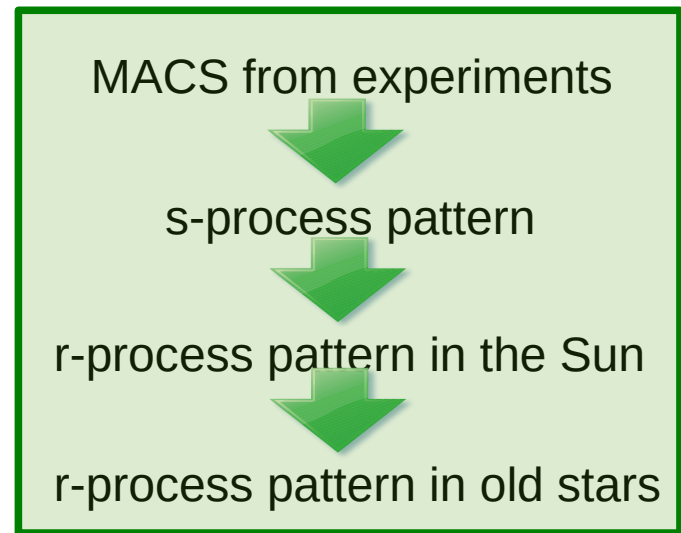 MACS from experiments
s-process pattern
r-process pattern in the Sun
r-process pattern in old stars